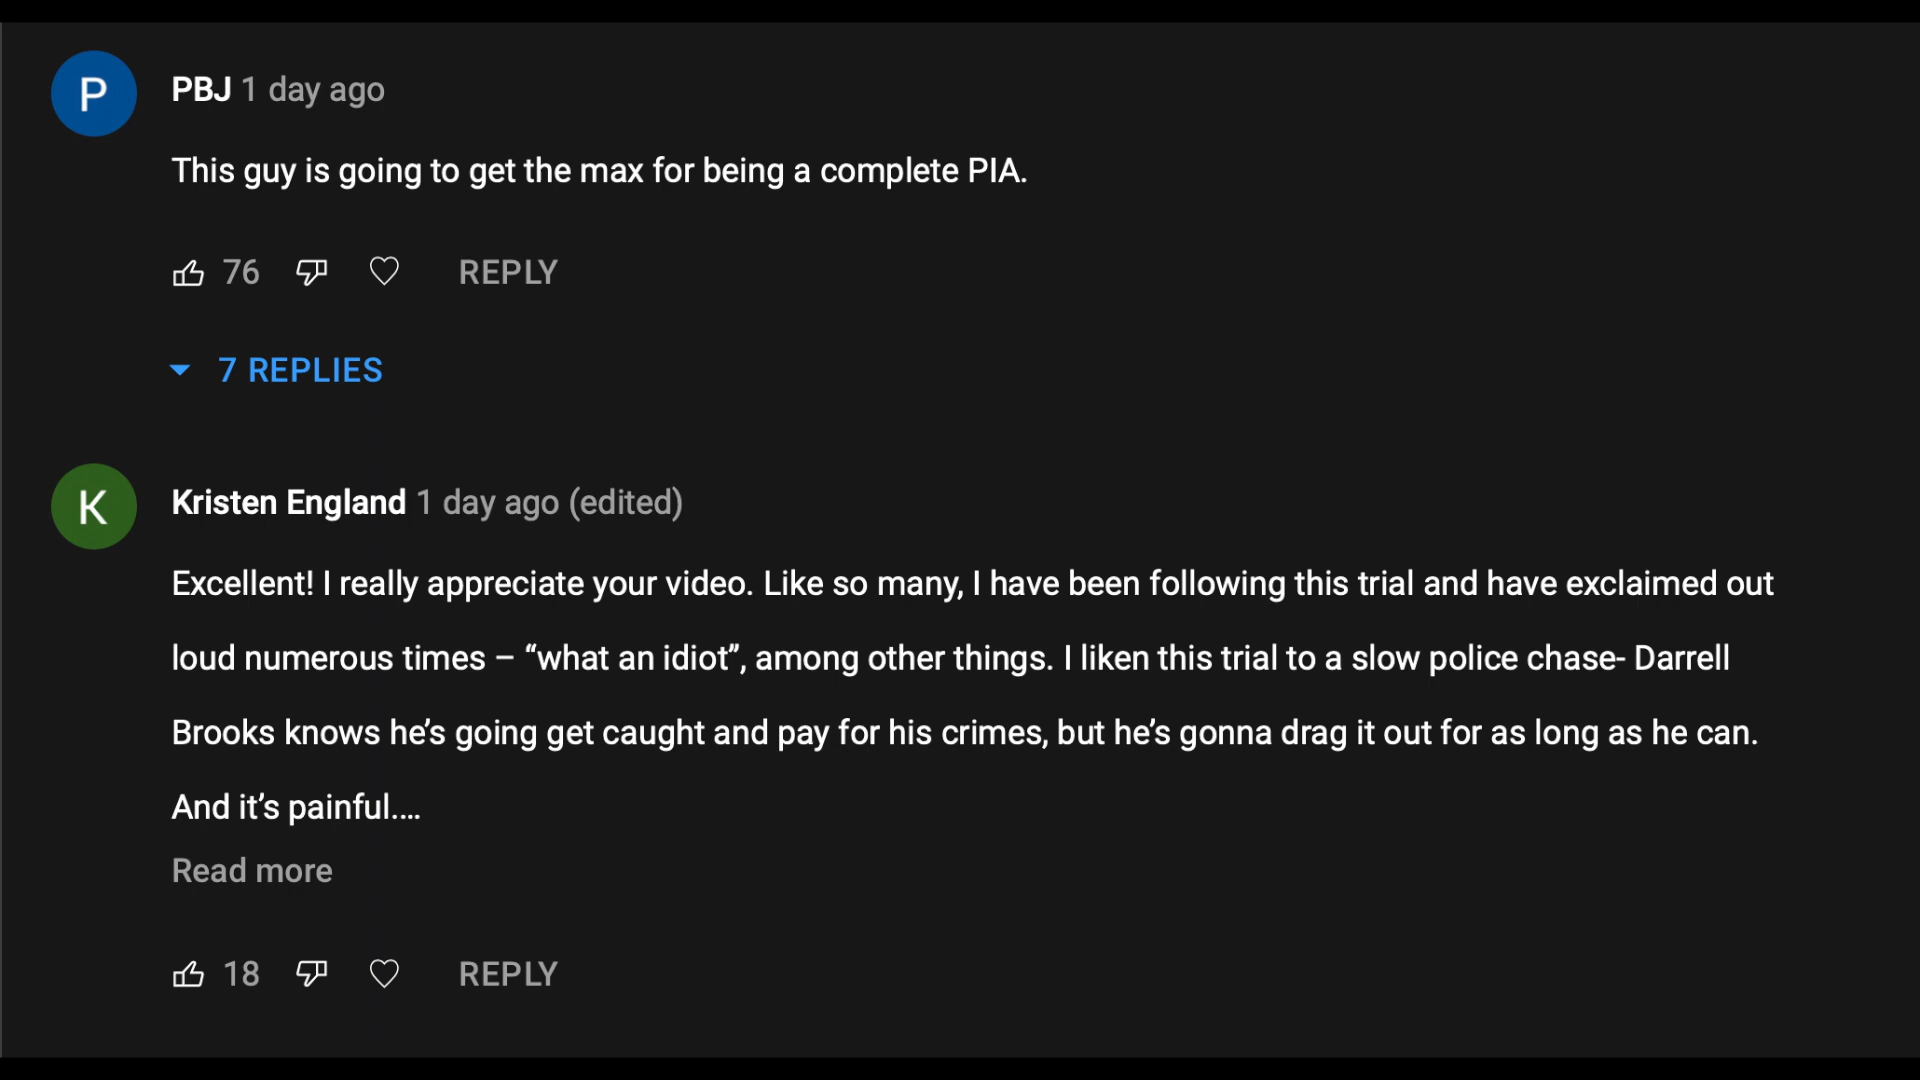 P
PBJ 1 day ago
This guy is going to get the max for being a complete PIA.
76 REPLY
7 REPLIES
K
Kristen England 1 day ago (edited)
Excellent! I really appreciate your video. Like so many, I have been following this trial and have exclaimed out
loud numerous times – “what an idiot”, among other things. I liken this trial to a slow police chase- Darrell
Brooks knows he’s going get caught and pay for his crimes, but he’s gonna drag it out for as long as he can.
And it’s painful....
Read more
18 REPLY